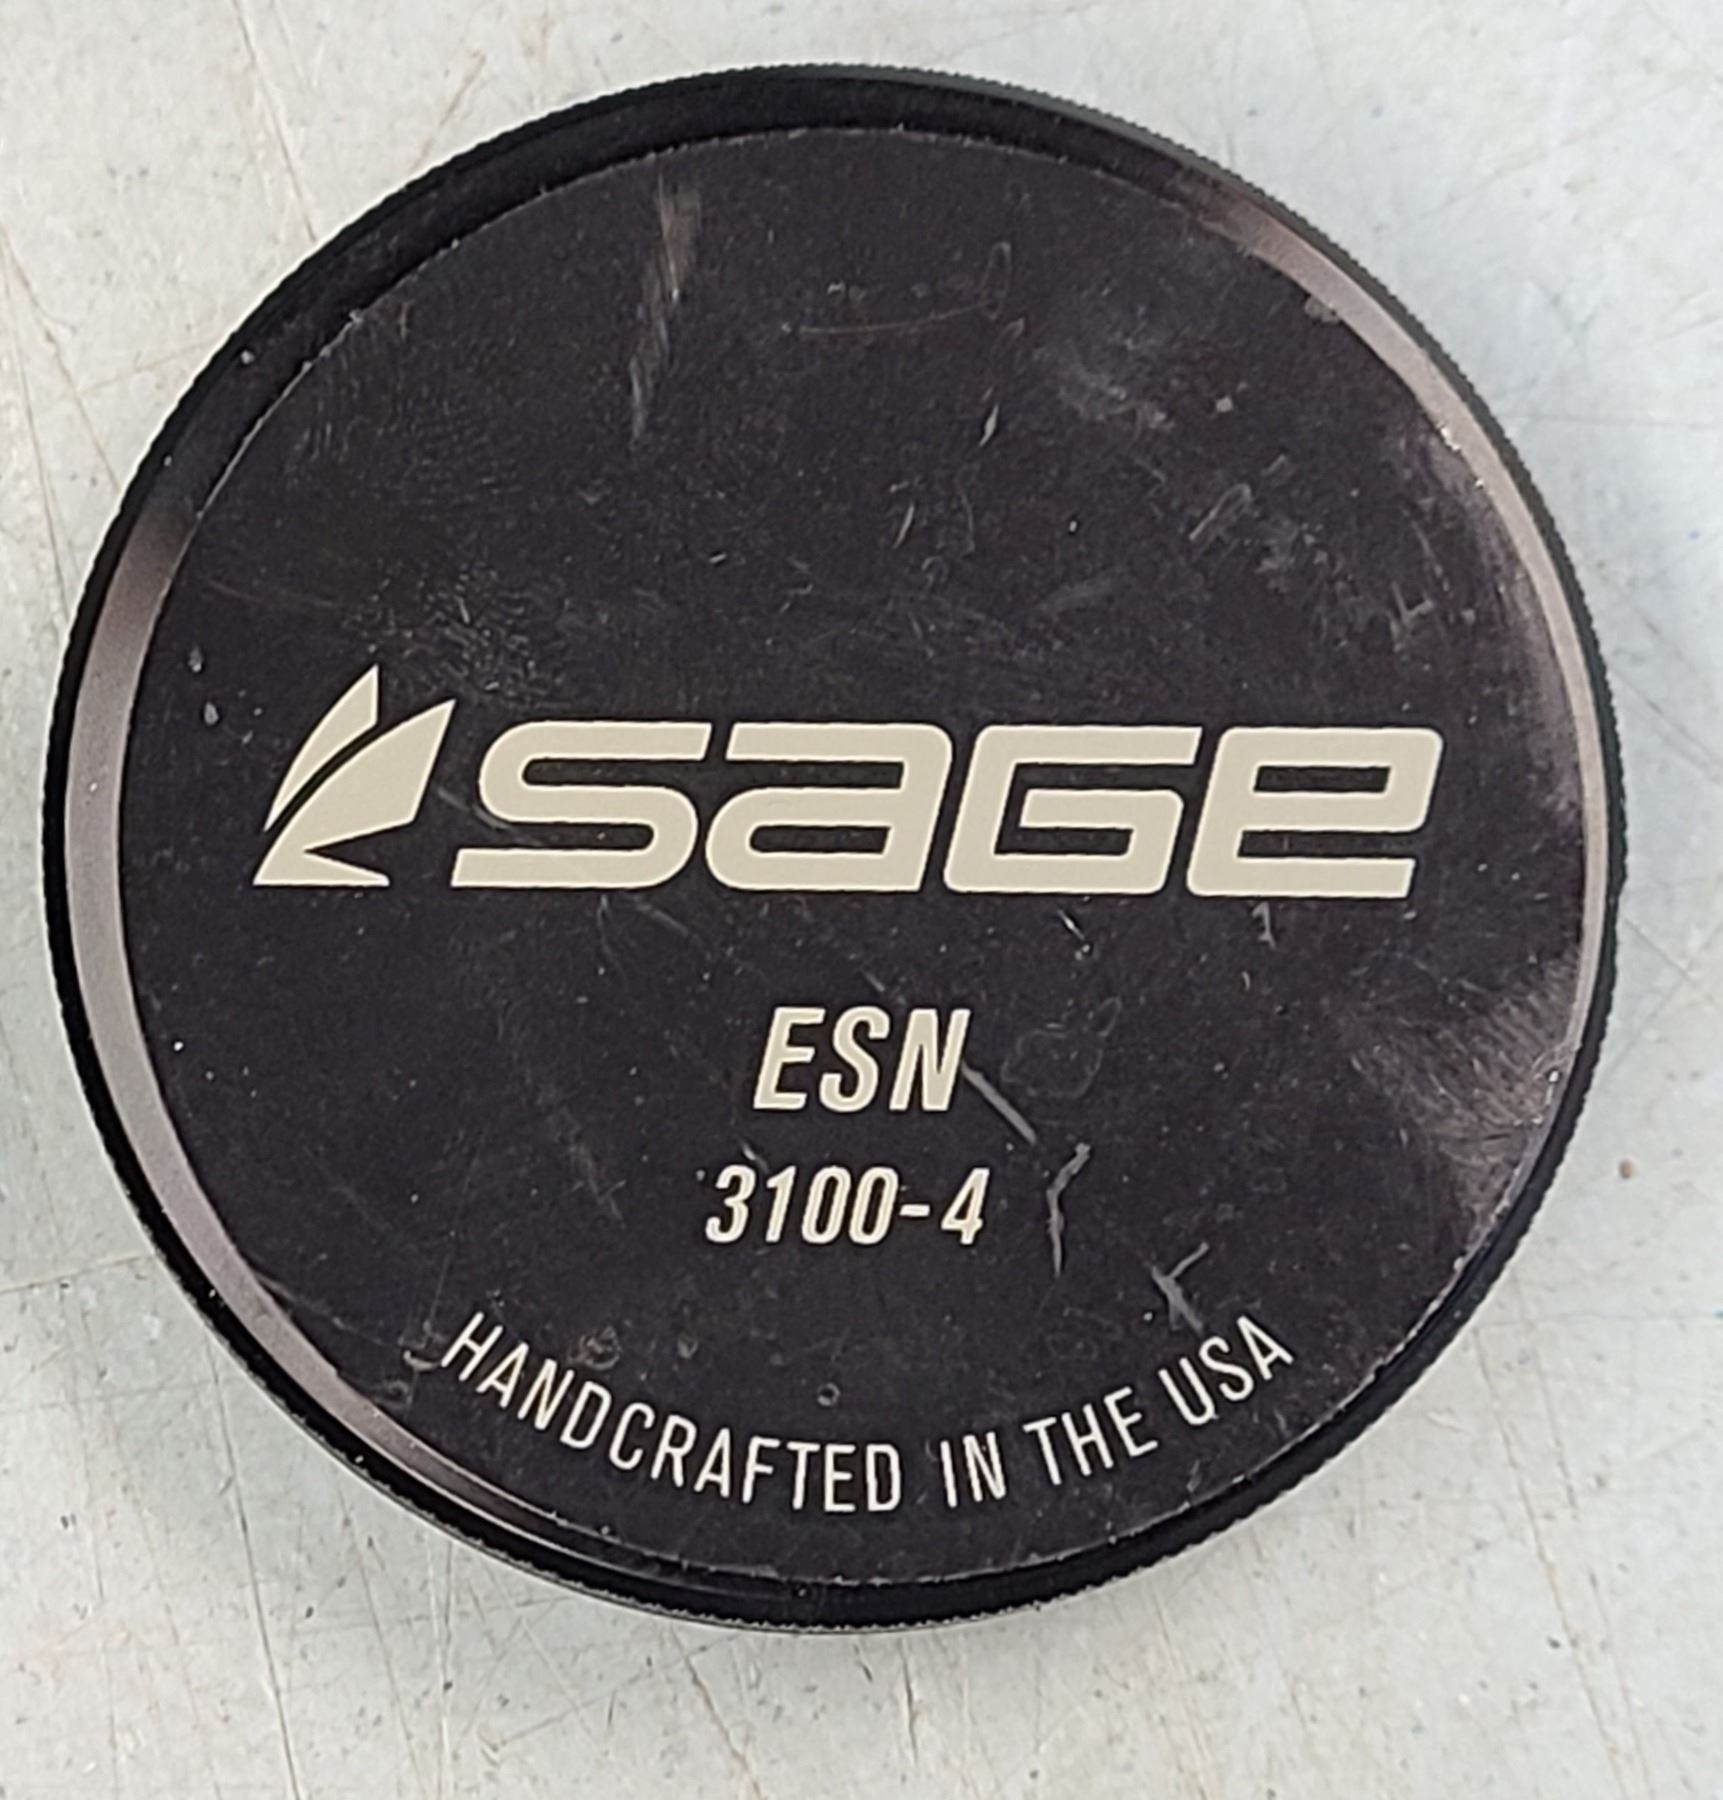 sage
ESN
3100-4
HANDCRAFTED IN THE USA